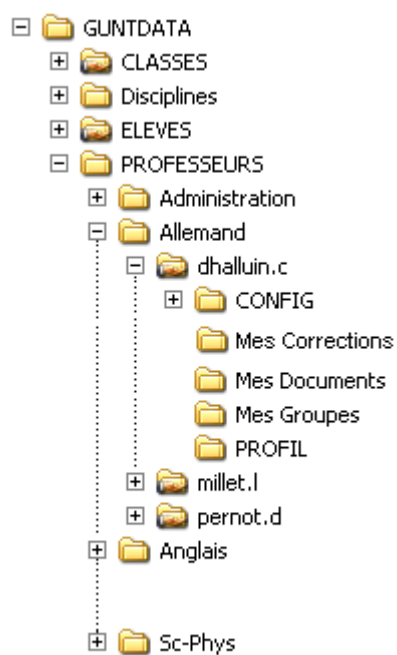 GUNTDATA
CLASSES
Disciplines
ELEVES
PROFESSEURS
Administration
Allemand
dhalluin.c
CONFIG
Mes Corrections
Mes Documents
Mes Groupes
PROFIL
millet.l
pernot.d
Anglais
Sc-Phys